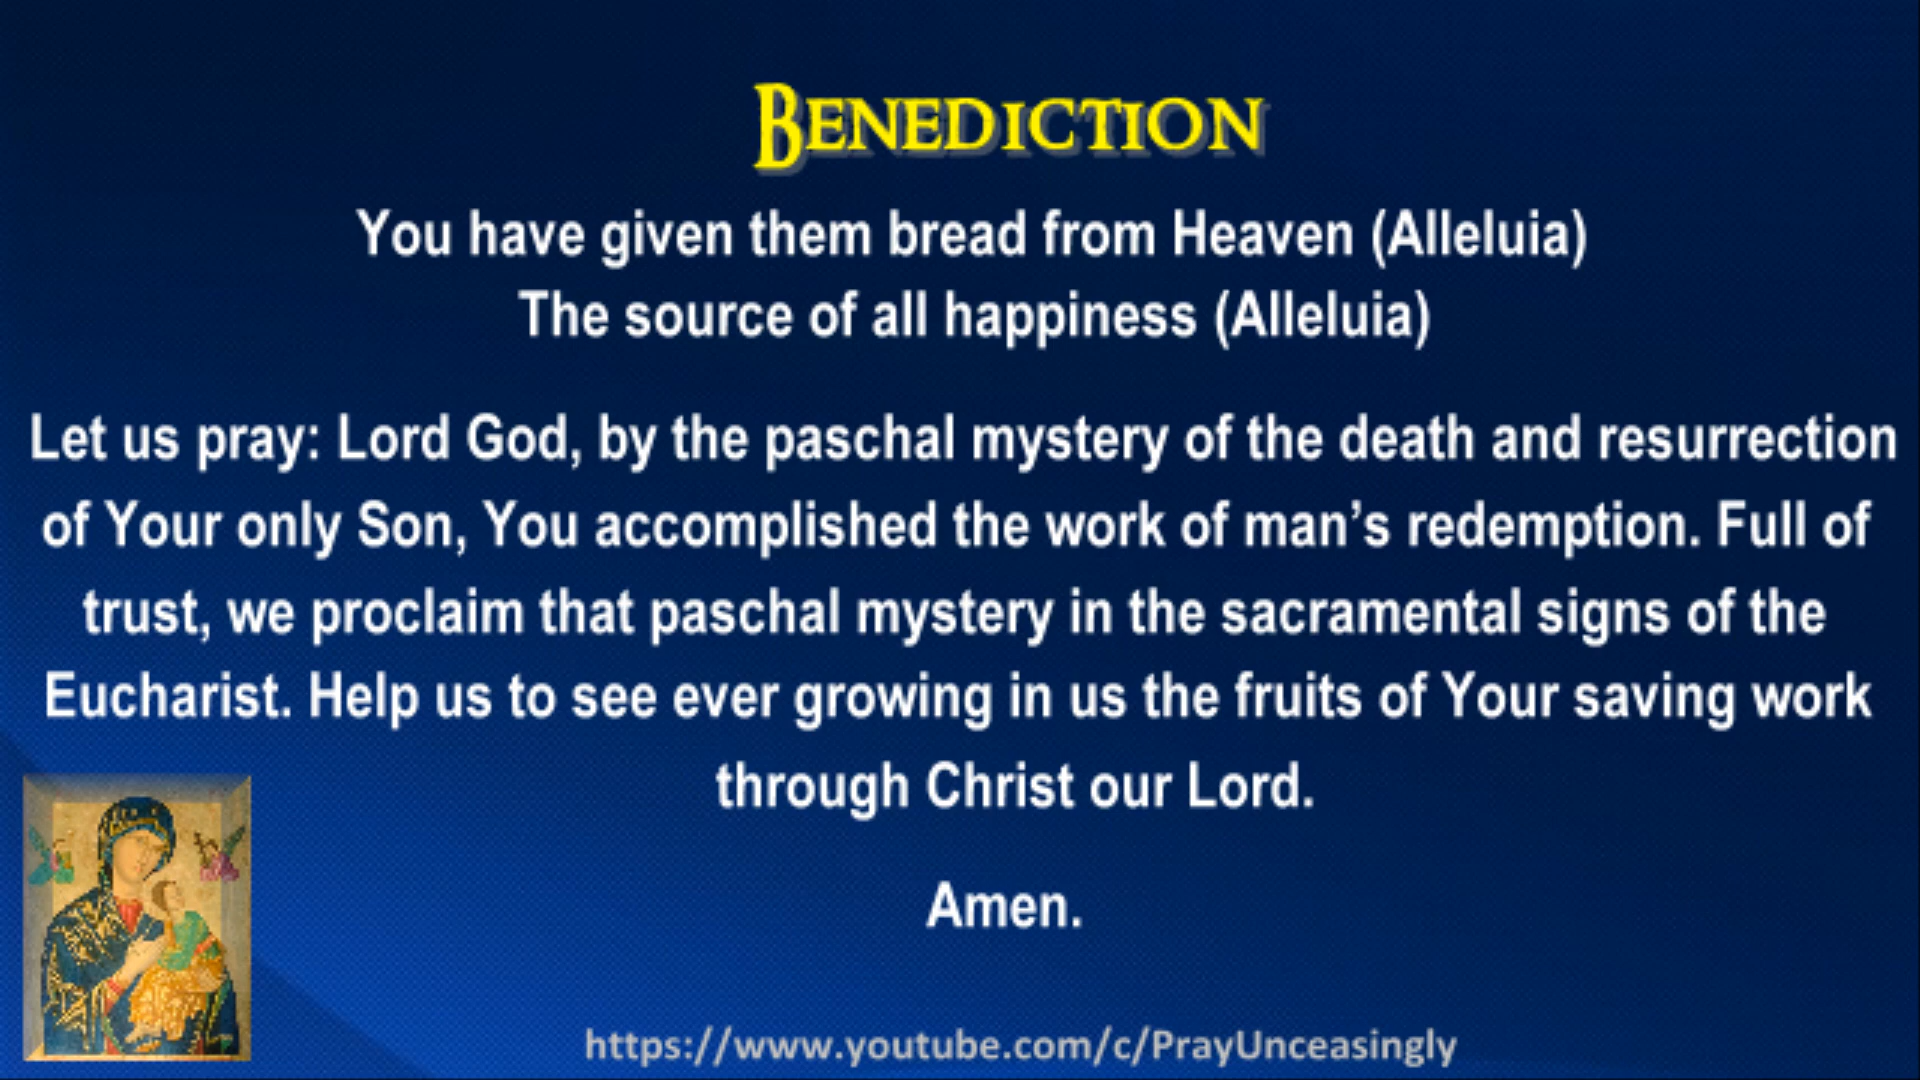 BENEDICTION
You have given them bread from Heaven (Alleluia)
The source of all happiness (Alleluia)
Let us pray: Lord God, by the paschal mystery of the death and resurrection
of Your only Son, You accomplished the work of man’s redemption. Full of
trust, we proclaim that paschal mystery in the sacramental signs of the
Eucharist. Help us to see ever growing in us the fruits of Your saving work
through Christ our Lord.
Amen.
https://www.youtube.com/c/PrayUnceasingly